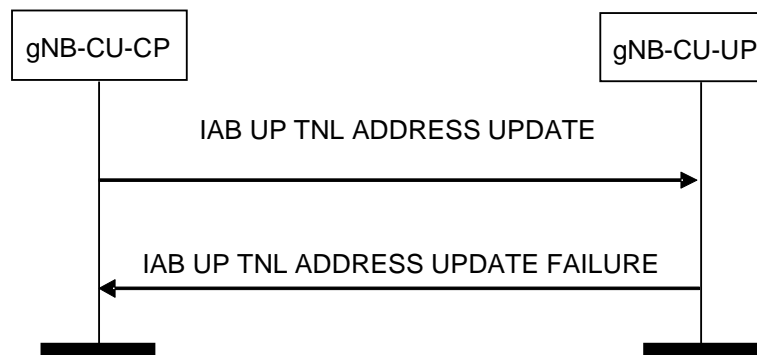 gNB-CU-CP
gNB-CU-UP
IAB UP TNL ADDRESS UPDATE
IAB UP TNL ADDRESS UPDATE FAILURE